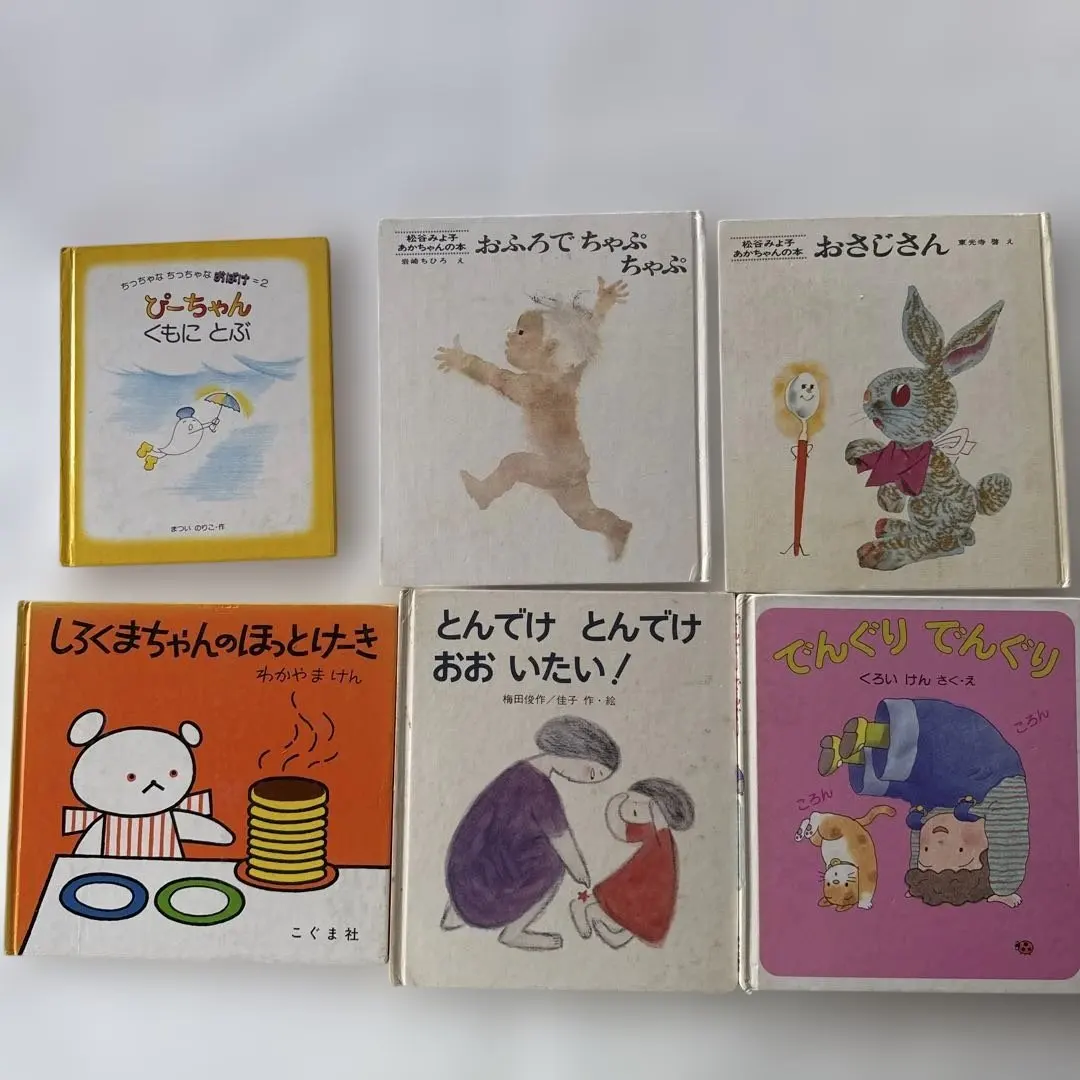 ちっちゃな ちっちゃな おばけ=2
ぴーちゃん
くもに とぶ
まつい のりこ・作
松谷みよ子
あかちゃんの本
岩崎ちひろ え
おふろで ちゃぷ
ちゃぷ
松谷みよ子
あかちゃんの本
おさじさん
東光寺 啓 え
しろくまちゃんのほっとけーき
わかやま けん
こぐま社
とんでけ とんでけ
おお いたい!
梅田俊作/佳子 作・絵
でんぐり でんぐり
くろい けん さく・え
ころん
ころん